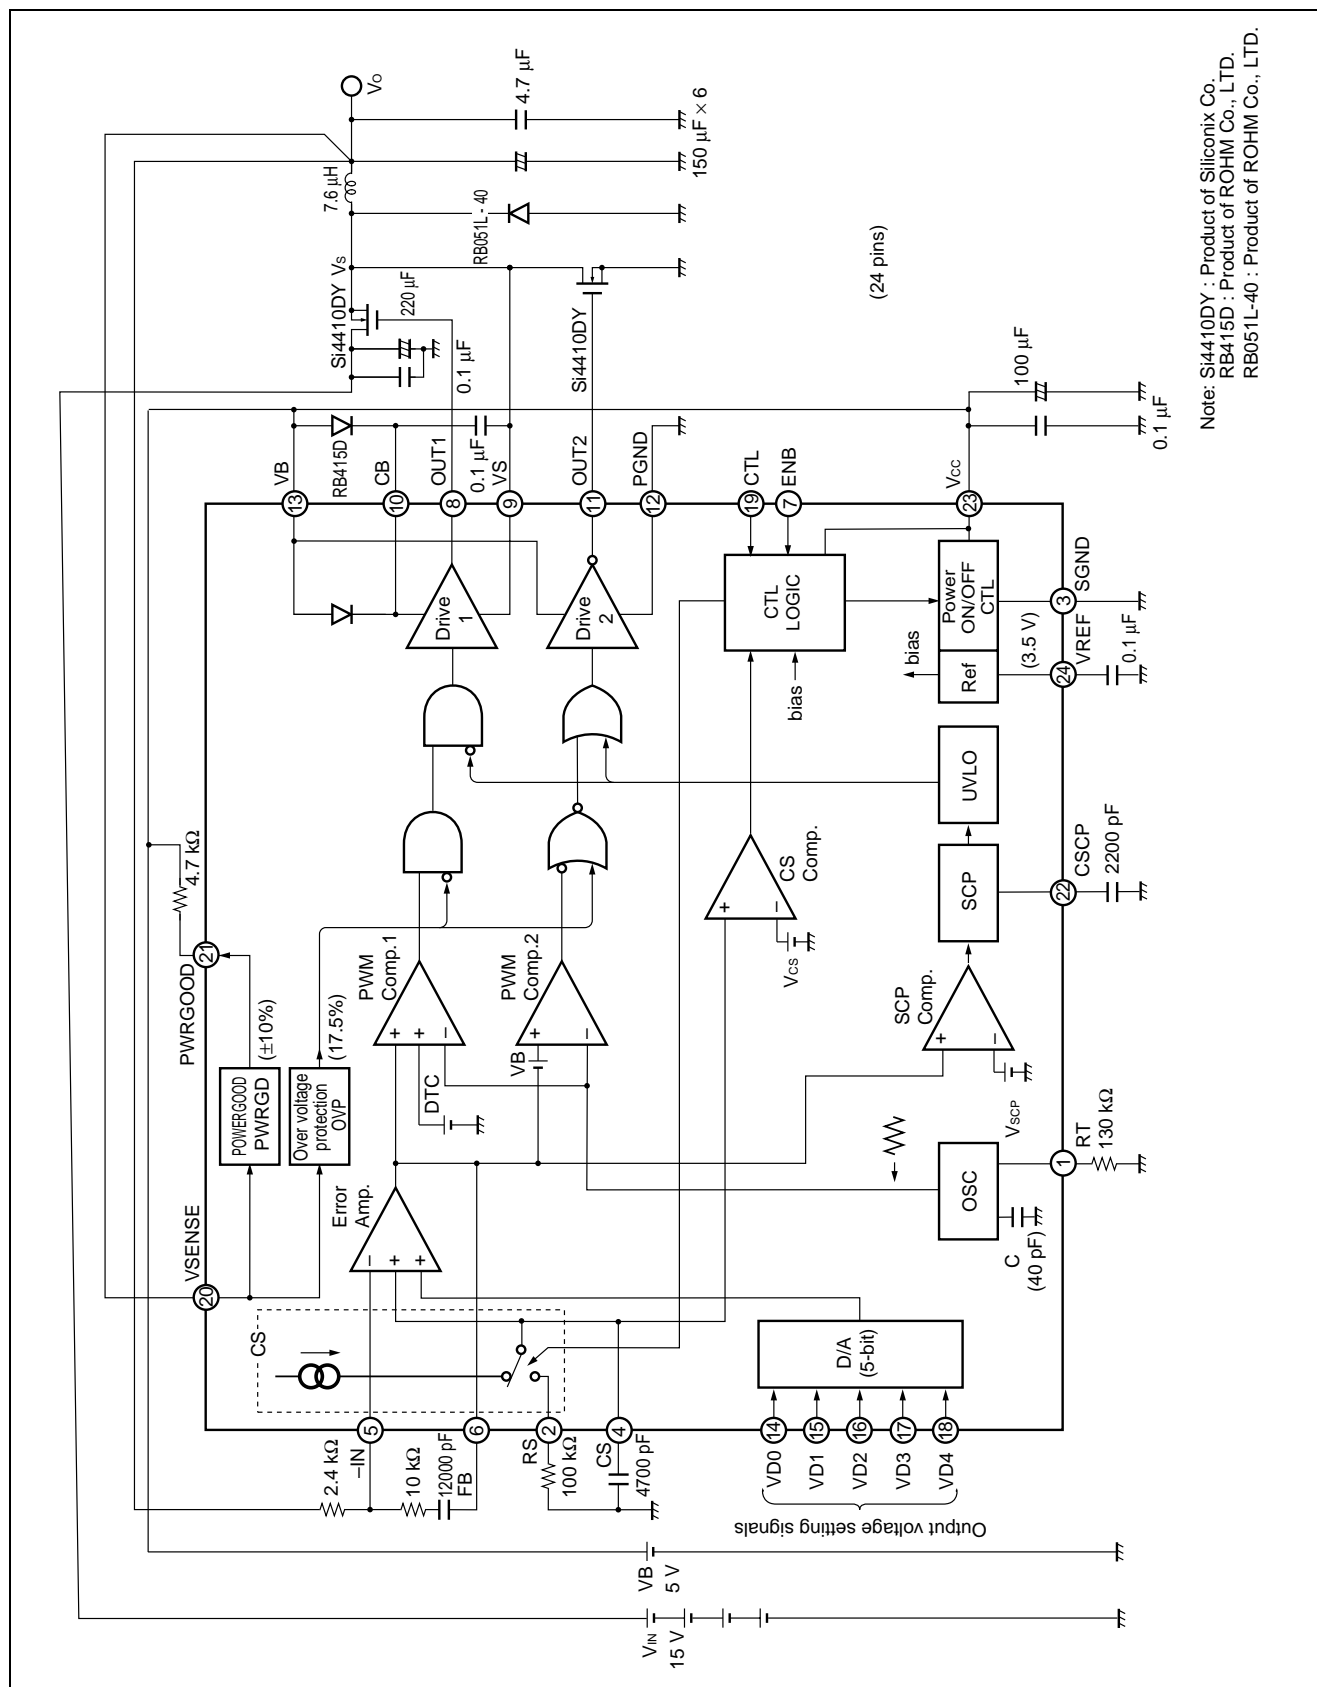 VIN
15 V
VB
5 V
Output voltage setting signals
2.4 kΩ
–IN
10 kΩ
12000 pF
FB
RS
100 kΩ
CS
4700 pF
VD0
VD1
VD2
VD3
VD4
5
6
2
4
14
15
16
17
18
CS
D/A
(5-bit)
VSENSE
20
Error
Amp.
–
+
+
C
(40 pF)
OSC
1
RT
130 kΩ
POWERGOOD
PWRGD
(±10%)
Over voltage
protection
OVP
(17.5%)
DTC
VB
PWM
Comp.1
+
+
–
PWM
Comp.2
+
–
VSCP
SCP
Comp.
+
–
PWRGOOD
21
4.7 kΩ
VCS
CS
Comp.
+
–
SCP
22
CSCP
2200 pF
UVLO
bias
bias
CTL
LOGIC
Ref
Power
ON/OFF
CTL
(3.5 V)
24
VREF
0.1 µF
3
SGND
Drive
1
Drive
2
13
VB
10
CB
8
OUT1
9
VS
11
OUT2
12
PGND
19
CTL
7
ENB
23
VCC
RB415D
0.1 µF
0.1 µF
100 µF
Si4410DY
VS
220 µF
0.1 µF
Si4410DY
RB051L - 40
7.6 µH
150 µF × 6
4.7 µF
VO
(24 pins)
Note: Si4410DY : Product of Siliconix Co.
RB415D : Product of ROHM Co., LTD.
RB051L-40 : Product of ROHM Co., LTD.